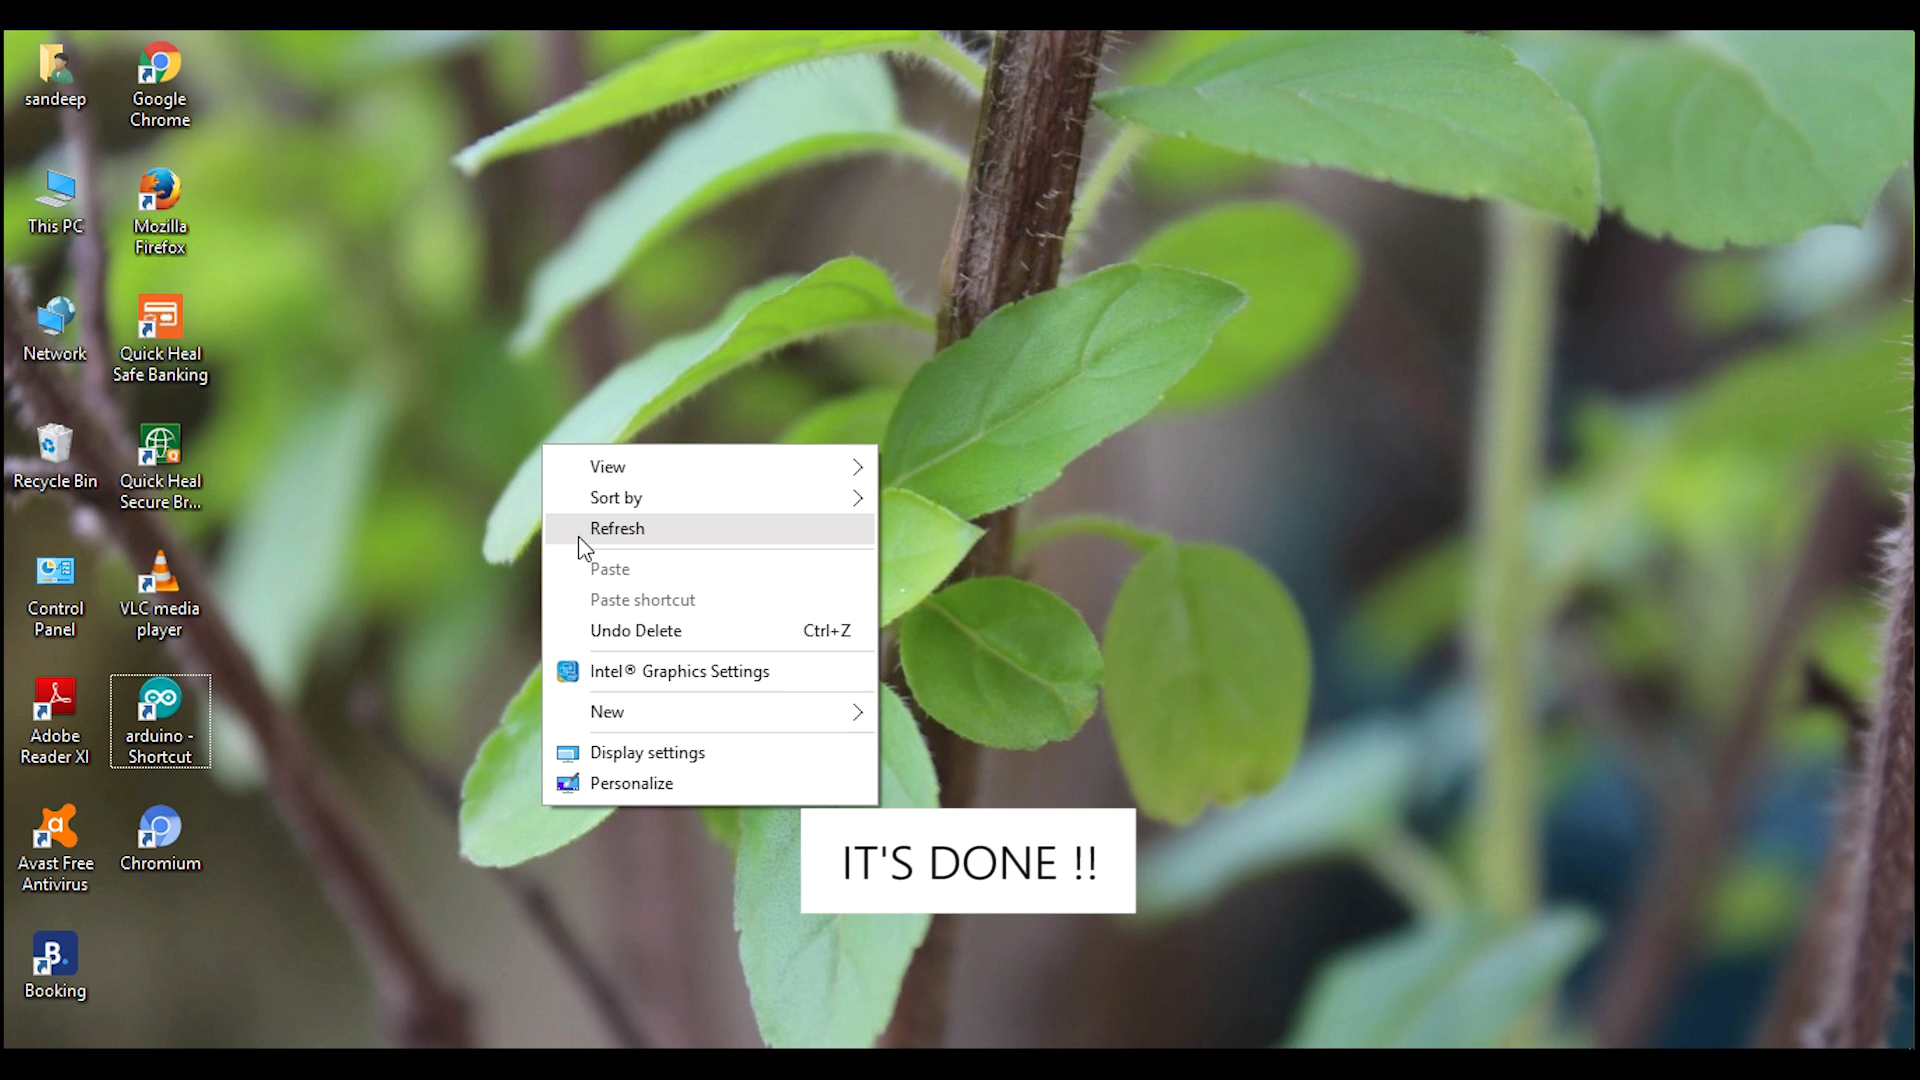 sandeep
Google
Chrome
This PC
Mozilla
Firefox
Network
Quick Heal
Safe Banking
Recycle Bin
Quick Heal
Secure Br...
Control
Panel
VLC media
player
Adobe
Reader XI
arduino -
Shortcut
Avast Free
Antivirus
Chromium
Booking
View
Sort by
Refresh
Paste
Paste shortcut
Undo Delete Ctrl+Z
Intel® Graphics Settings
New
Display settings
Personalize
IT'S DONE !!